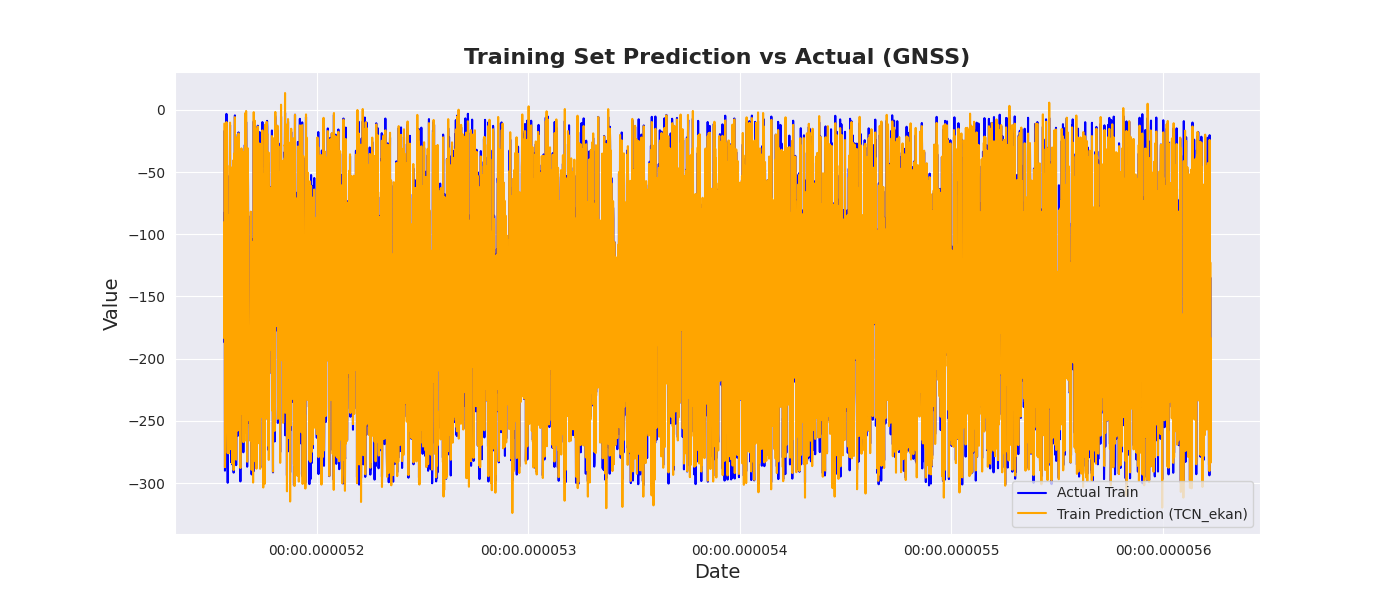 Training Set Prediction vs Actual (GNSS)
Value
0
−50
−100
−150
−200
−250
−300
Actual Train
Train Prediction (TCN_ekan)
00:00.000052
00:00.000053
00:00.000054
00:00.000055
00:00.000056
Date